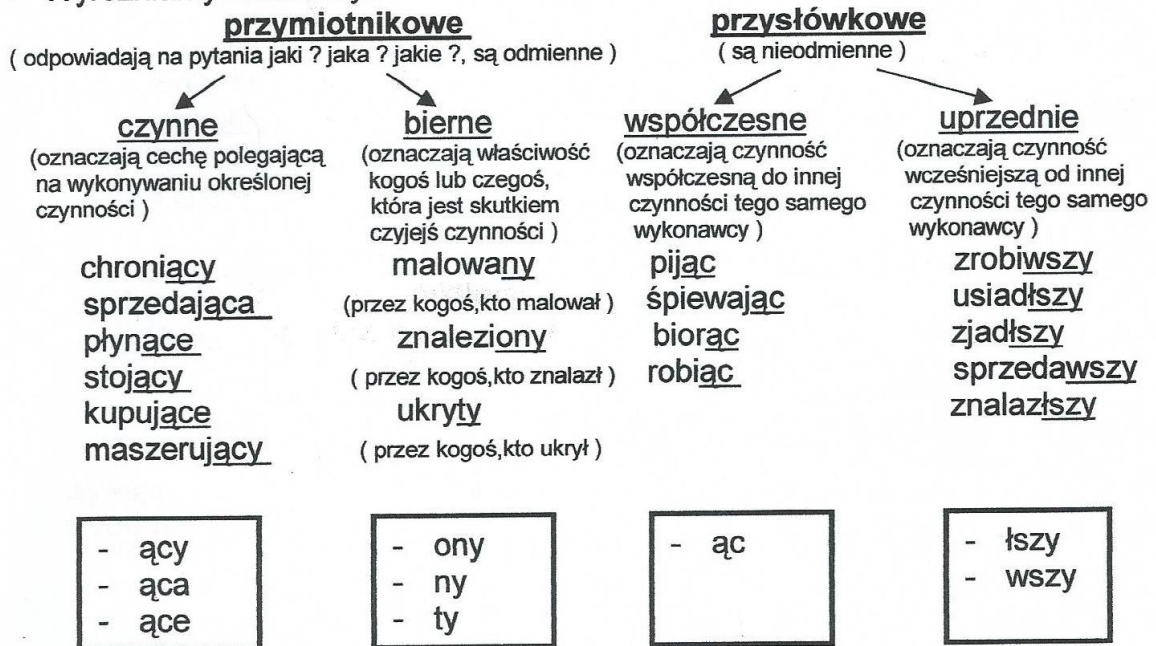 przymiotnikowe
( odpowiadają na pytania jaki ? jaka ? jakie ?, są odmienne )
przysłówkowe
( są nieodmienne )
czynne
(oznaczają cechę polegającą
na wykonywaniu określonej
czynności )
chroniący
sprzedająca
płynące
stojący
kupujące
maszerujący
- ący
- ąca
- ące
bierne
(oznaczają właściwość
kogoś lub czegoś,
która jest skutkiem
czyjejś czynności )
malowany
(przez kogoś,kto malował )
znaleziony
( przez kogoś,kto znalazł )
ukryty
( przez kogoś,kto ukrył )
- ony
- ny
- ty
współczesne
(oznaczają czynność
współczesną do innej
czynności tego samego
wykonawcy )
pijąc
śpiewając
biorąc
robiąc
- ąc
uprzednie
(oznaczają czynność
wcześniejszą od innej
czynności tego samego
wykonawcy )
zrobiwszy
usiadłszy
zjadłszy
sprzedawszy
znalazłszy
- łszy
- wszy